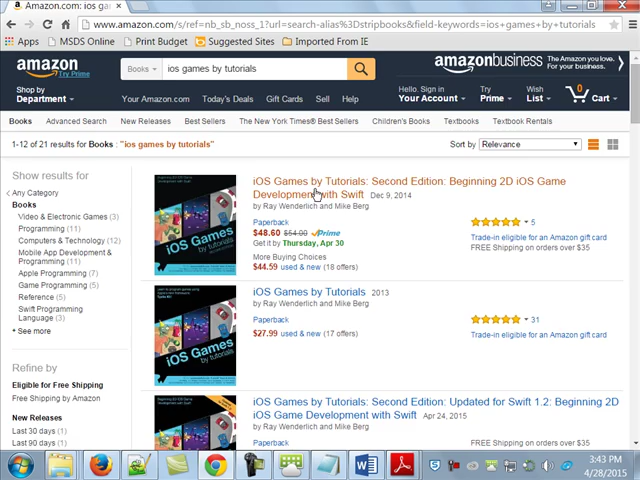 Amazon.com: ios ga
www.amazon.com/s/ref=nb_sb_noss_1?url=search-alias%3Dstripbooks&field-keywords=ios+games+by+tutorials
Apps MSDS Online Print Budget Suggested Sites Imported From IE
amazon Try Prime
Books ios games by tutorials
amazonbusiness The Amazon you love. For your business.
Shop by Department
Your Amazon.com Today's Deals Gift Cards Sell Help
Hello. Sign in Your Account
Try Prime
Wish List
0 Cart
Books Advanced Search New Releases Best Sellers The New York Times® Best Sellers Children's Books Textbooks Textbook Rentals
1-12 of 21 results for Books : "ios games by tutorials"
Sort by Relevance
Show results for
< Any Category
Books
Video & Electronic Games (3)
Programming (11)
Computers & Technology (12)
Mobile App Development & Programming (11)
Apple Programming (7)
Game Programming (5)
Reference (5)
Swift Programming Language (3)
+ See more
Refine by
Eligible for Free Shipping
Free Shipping by Amazon
New Releases
Last 30 days (1)
Last 90 days (1)
iOS Games by tutorials
iOS Games by Tutorials: Second Edition: Beginning 2D iOS Game
Development with Swift Dec 9, 2014
by Ray Wenderlich and Mike Berg
Paperback
$48.60 $54.00 Prime
Get it by Thursday, Apr 30
More Buying Choices
$44.59 used & new (18 offers)
5
Trade-in eligible for an Amazon gift card
FREE Shipping on orders over $35
iOS Games by tutorials
iOS Games by Tutorials 2013
by Ray Wenderlich and Mike Berg
Paperback
$27.99 used & new (17 offers)
31
Trade-in eligible for an Amazon gift card
iOS Games
iOS Games by Tutorials: Second Edition: Updated for Swift 1.2: Beginning 2D
iOS Game Development with Swift Apr 24, 2015
by Ray Wenderlich and Mike Berg
Paperback
FREE Shipping on orders over $35
3:43 PM
4/28/2015